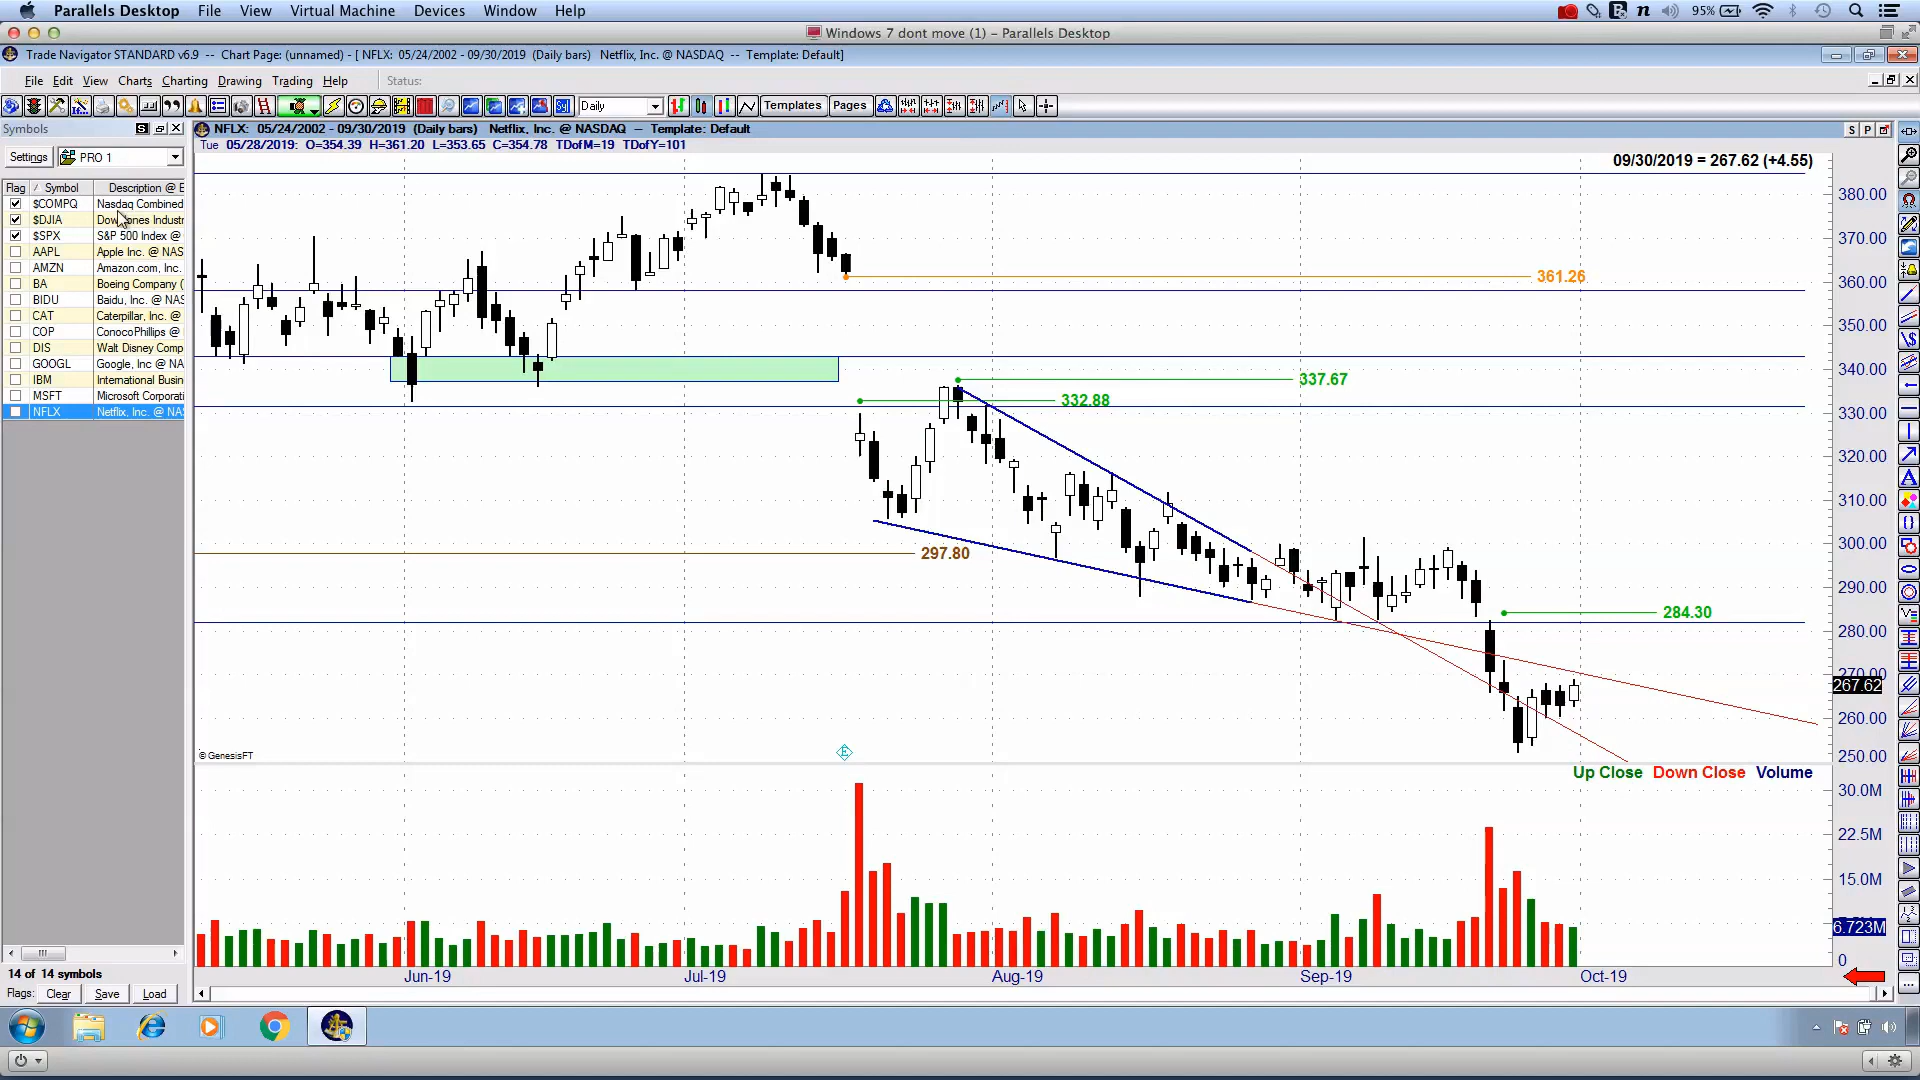 Parallels Desktop File View Virtual Machine Devices Window Help 95%
Windows 7 dont move (1) – Parallels Desktop
Trade Navigator STANDARD v6.9 -- Chart Page: (unnamed) - [ NFLX: 05/24/2002 - 09/30/2019 (Daily bars) Netflix, Inc. @ NASDAQ -- Template: Default]
File Edit View Charts Charting Drawing Trading Help Status:
Daily Templates Pages
Symbols S
NFLX: 05/24/2002 - 09/30/2019 (Daily bars) Netflix, Inc. @ NASDAQ -- Template: Default S P
Tue 05/28/2019: O=354.39 H=361.20 L=353.65 C=354.78 TDofM=19 TDofY=101
Settings PRO 1
09/30/2019 = 267.62 (+4.55)
Flag Symbol Description @ E
$COMPQ Nasdaq Combined
$DJIA Dow Jones Industr
$SPX S&P 500 Index @
AAPL Apple Inc. @ NAS
AMZN Amazon.com, Inc.
BA Boeing Company (
BIDU Baidu, Inc. @ NAS
CAT Caterpillar, Inc. @
COP ConocoPhillips @
DIS Walt Disney Comp
GOOGL Google, Inc @ NA
IBM International Busin
MSFT Microsoft Corporati
NFLX Netflix, Inc. @ NAS
380.00
370.00
361.26
360.00
350.00
340.00
337.67
332.88
330.00
320.00
310.00
300.00
297.80
290.00
284.30
280.00
270.00
267.62
260.00
250.00
© GenesisFT
E
Up Close Down Close Volume
30.0M
22.5M
15.0M
6.723M
0
Jun-19 Jul-19 Aug-19 Sep-19 Oct-19
14 of 14 symbols
Flags: Clear Save Load